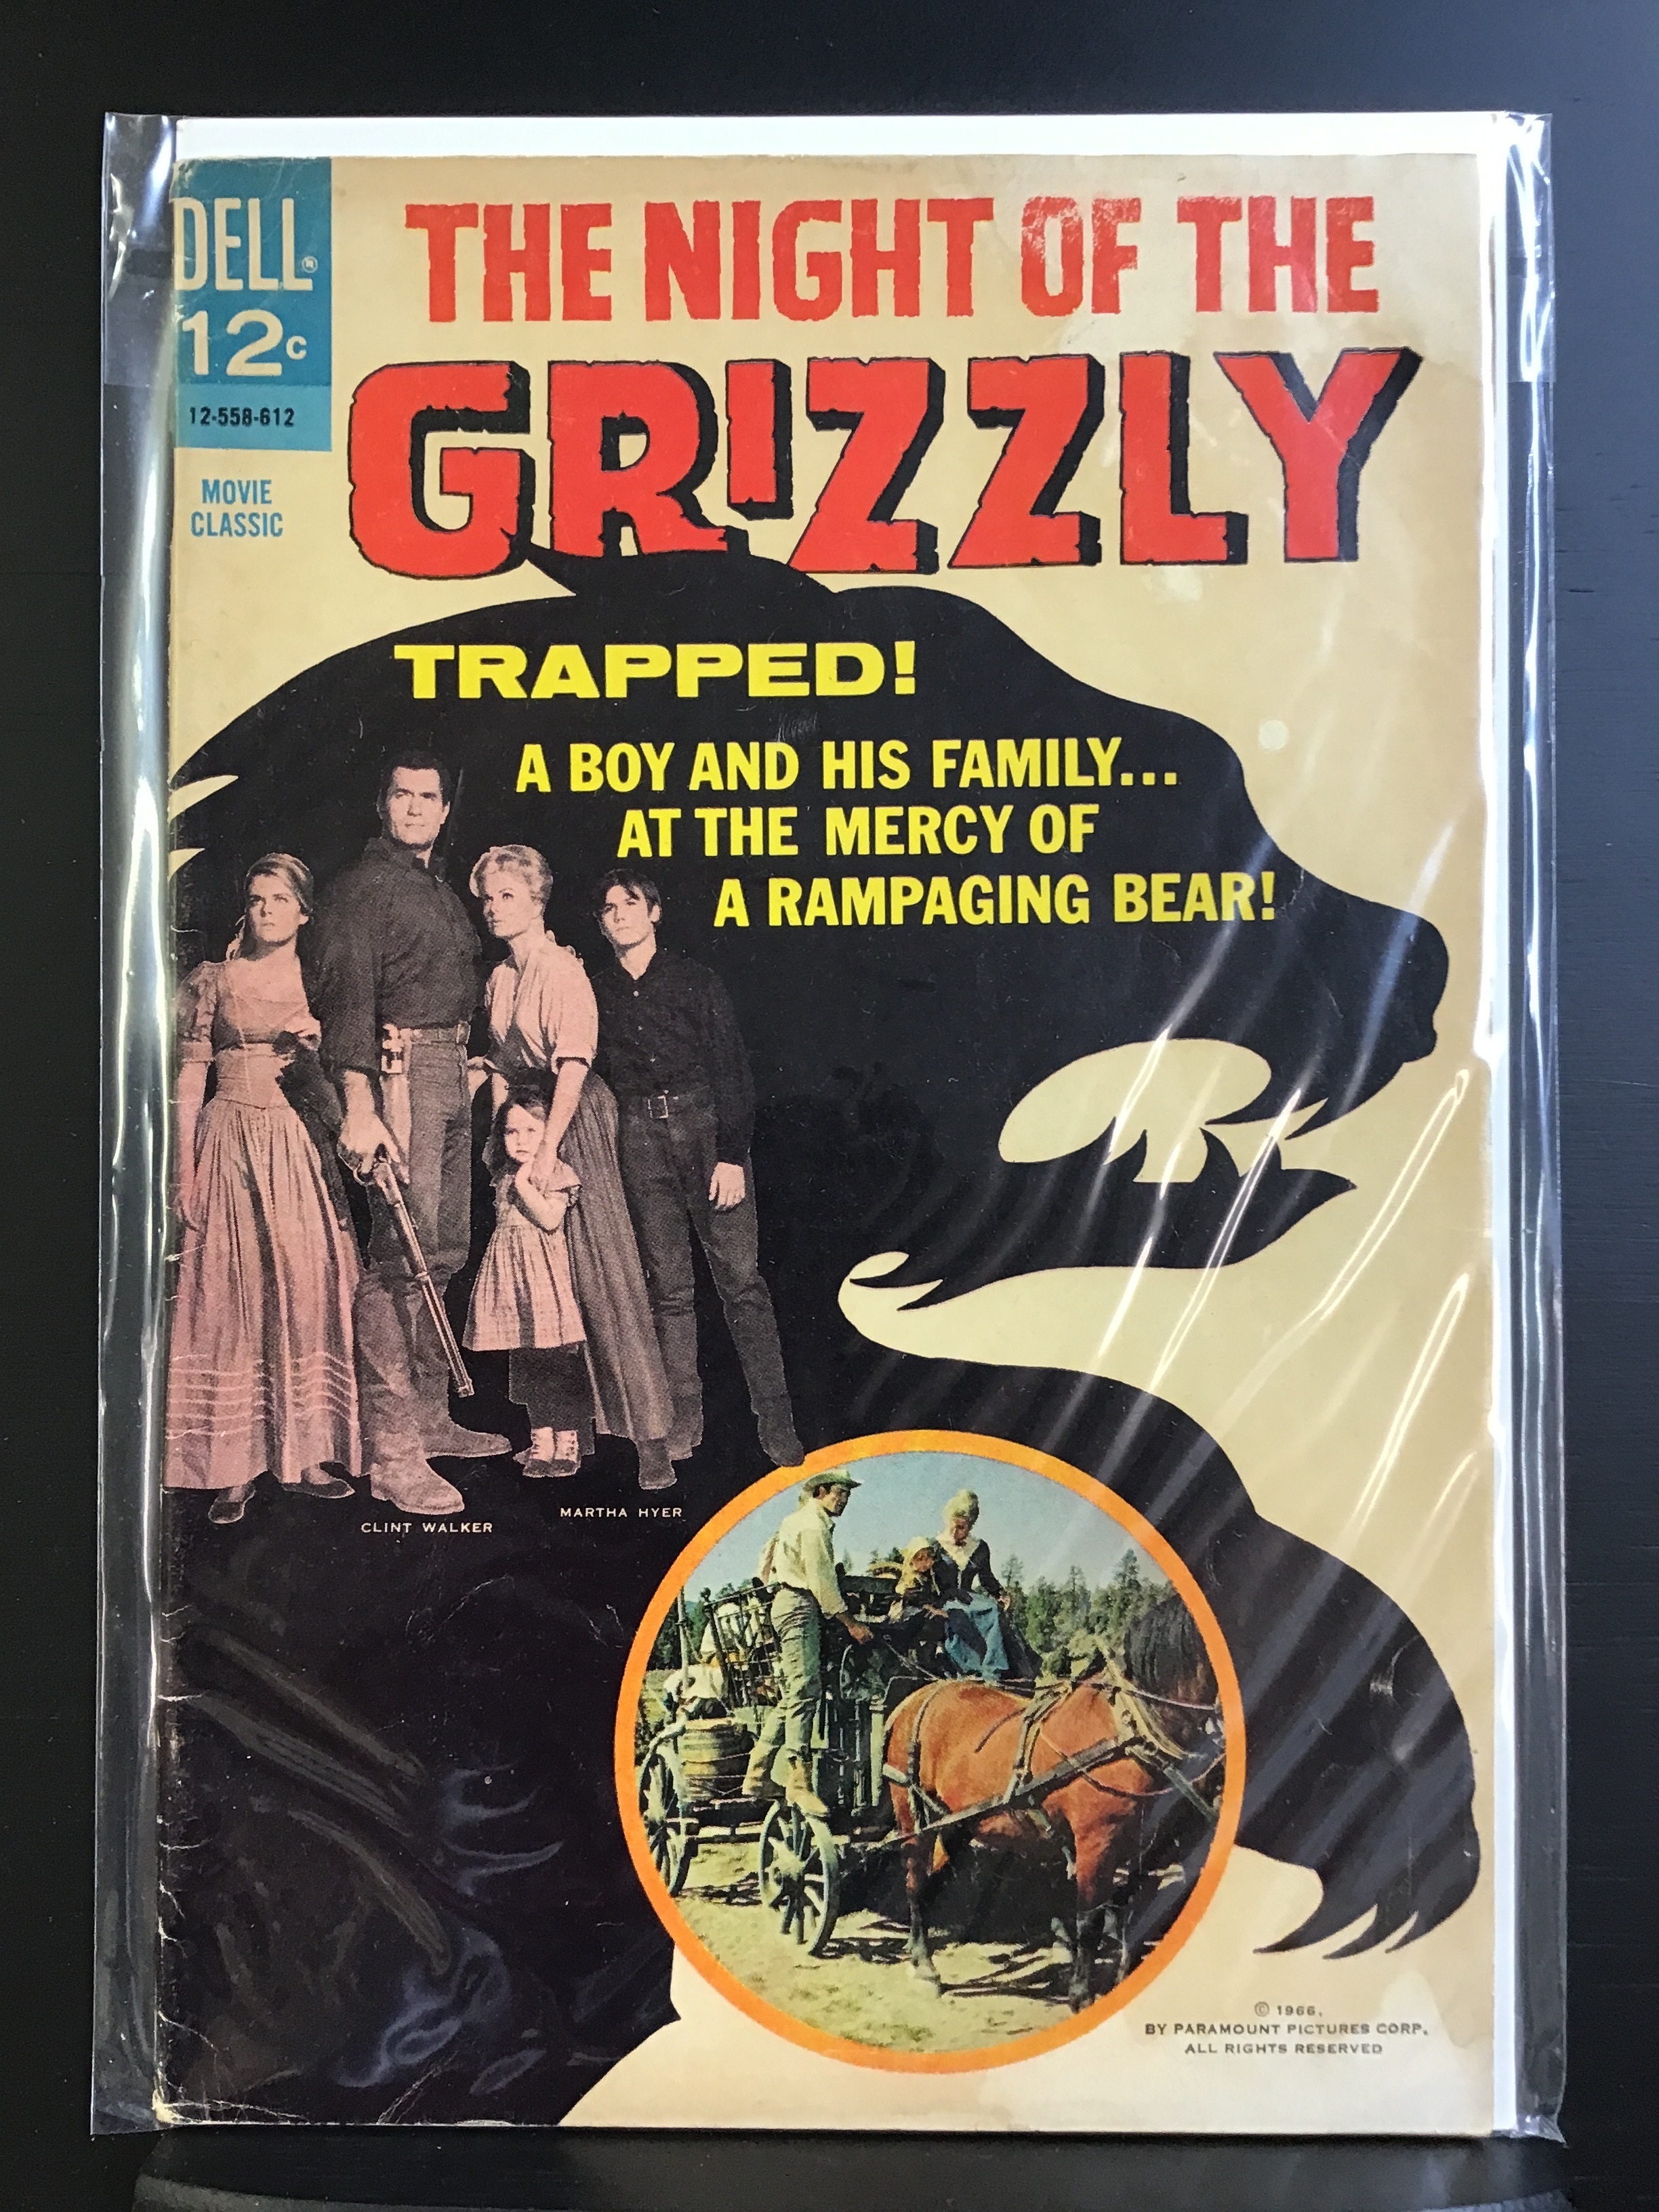 DELL®
12c
12-558-612
MOVIE
CLASSIC
THE NIGHT OF THE
GRIZZLY
TRAPPED!
A BOY AND HIS FAMILY...
AT THE MERCY OF
A RAMPAGING BEAR!
CLINT WALKER
MARTHA HYER
© 1966,
BY PARAMOUNT PICTURES CORP.
ALL RIGHTS RESERVED